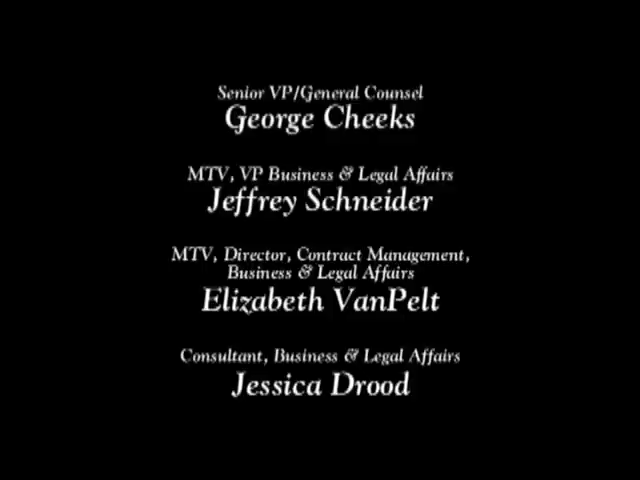 Senior VP/General Counsel
George Cheeks
MTV, VP Business & Legal Affairs
Jeffrey Schneider
MTV, Director, Contract Management,
Business & Legal Affairs
Elizabeth VanPelt
Consultant, Business & Legal Affairs
Jessica Drood